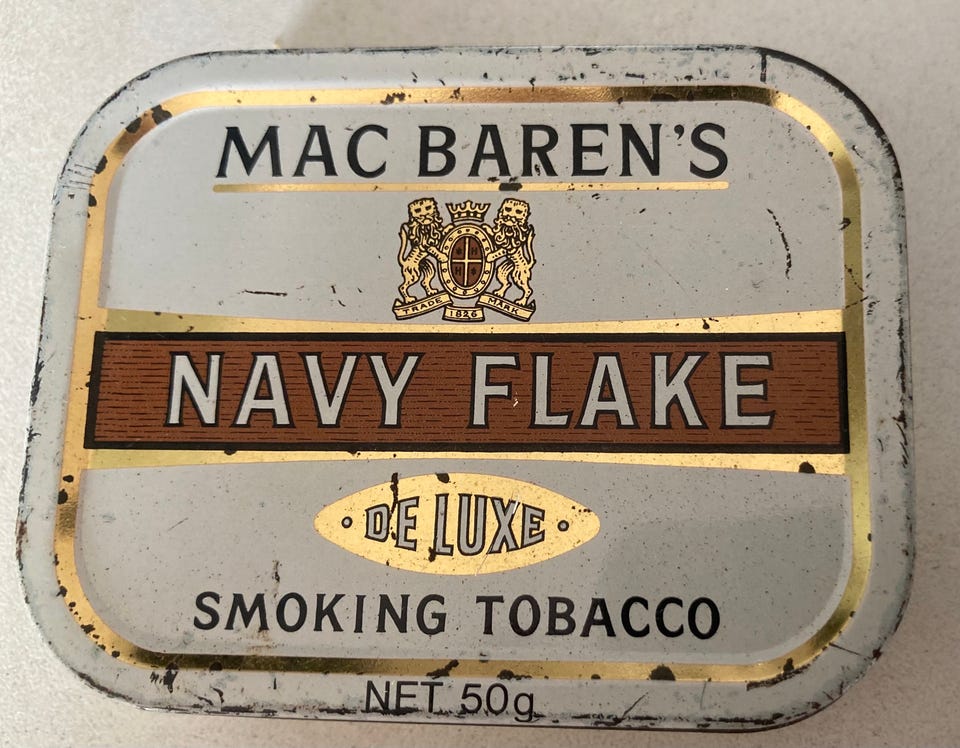 MAC BAREN'S
TRADE 1826 MARK
NAVY FLAKE
• DE LUXE •
SMOKING TOBACCO
NET 50g